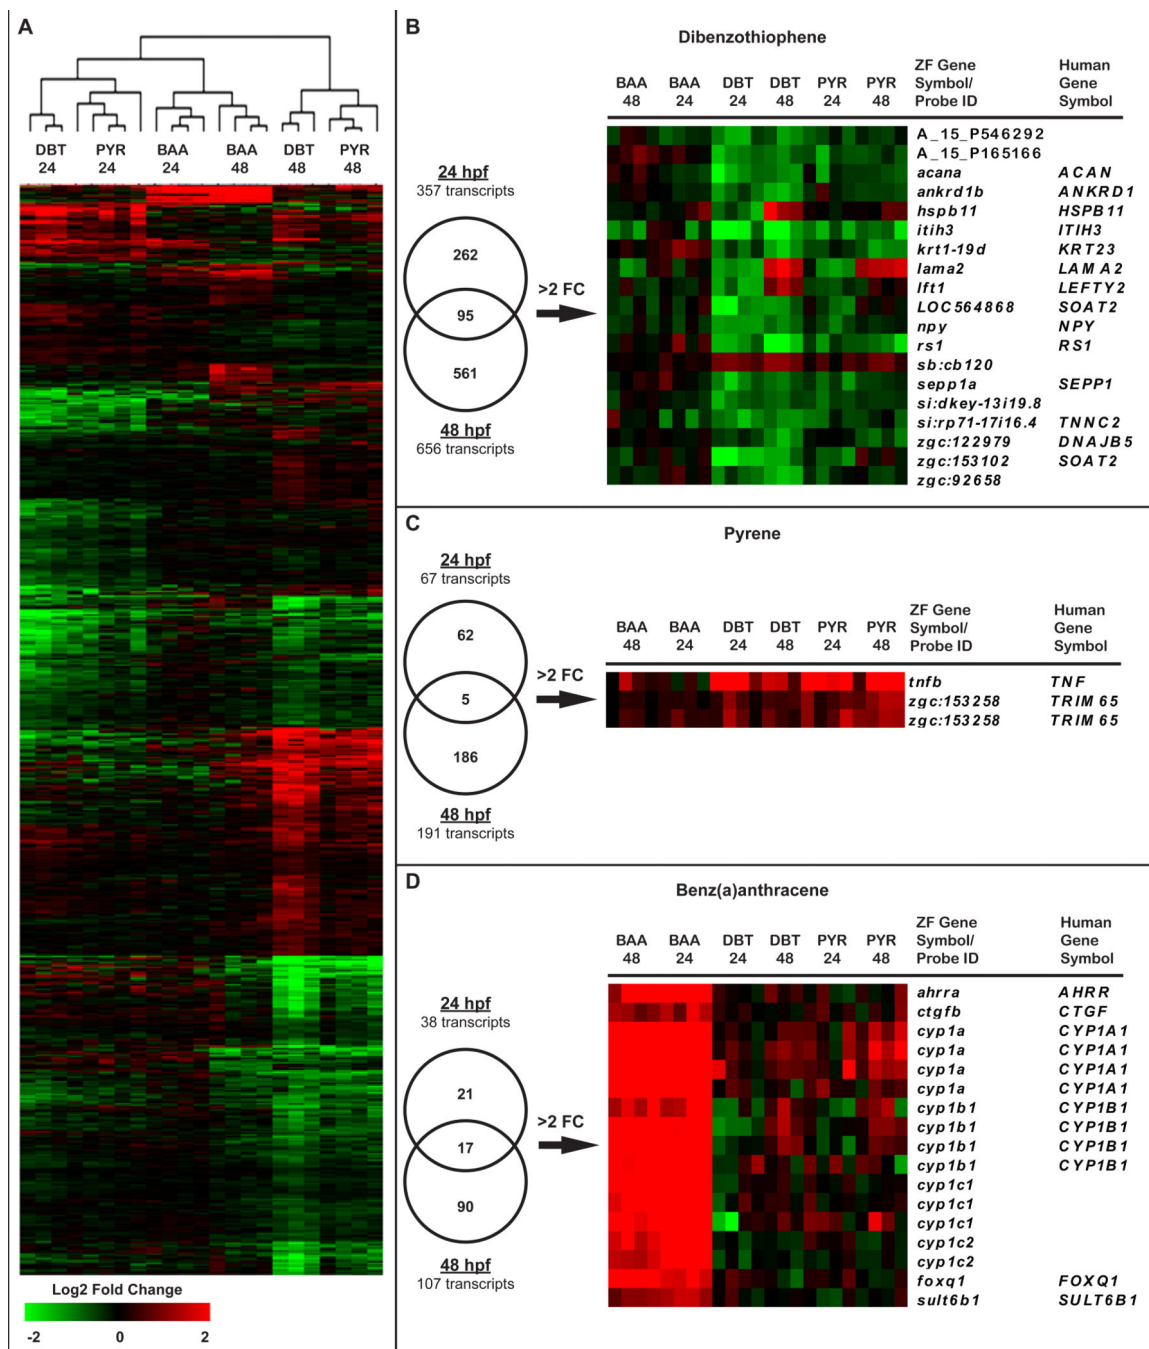 A
DBT PYR BAA BAA DBT PYR
24 24 24 48 48 48
Log2 Fold Change
-2 0 2
B
Dibenzothiophene
24 hpf
357 transcripts
262
95
561
48 hpf
656 transcripts
>2 FC
BAA BAA DBT DBT PYR PYR
48 24 24 48 24 48
ZF Gene Human
Symbol/ Gene
Probe ID Symbol
A_15_P546292
A_15_P165166
acana ACAN
ankrd1b ANKRD1
hspb11 HSPB11
itih3 ITIH3
krt1-19d KRT23
lama2 LAMA2
lft1 LEFTY2
LOC564868 SOAT2
npy NPY
rs1 RS1
sb:cb120
sepp1a SEPP1
si:dkey-13i19.8
si:rp71-17i16.4 TNNC2
zgc:122979 DNAJB5
zgc:153102 SOAT2
zgc:92658
C
Pyrene
24 hpf
67 transcripts
62
5
186
48 hpf
191 transcripts
>2 FC
BAA BAA DBT DBT PYR PYR
48 24 24 48 24 48
ZF Gene Human
Symbol/ Gene
Probe ID Symbol
tnfb TNF
zgc:153258 TRIM65
zgc:153258 TRIM65
D
Benz(a)anthracene
24 hpf
38 transcripts
21
17
90
48 hpf
107 transcripts
>2 FC
BAA BAA DBT DBT PYR PYR
48 24 24 48 24 48
ZF Gene Human
Symbol/ Gene
Probe ID Symbol
ahrra AHRR
ctgfb CTGF
cyp1a CYP1A1
cyp1a CYP1A1
cyp1a CYP1A1
cyp1a CYP1A1
cyp1b1 CYP1B1
cyp1b1 CYP1B1
cyp1b1 CYP1B1
cyp1b1 CYP1B1
cyp1c1
cyp1c1
cyp1c1
cyp1c2
cyp1c2
foxq1 FOXQ1
sult6b1 SULT6B1